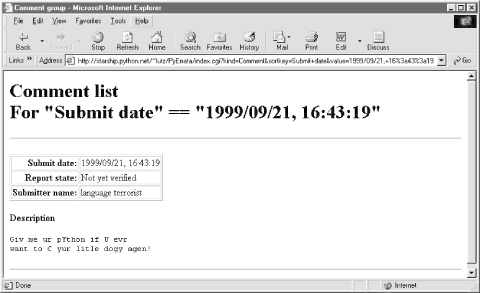 Comment group - Microsoft Internet Explorer
File Edit View Favorites Tools Help
Back Forward Stop Refresh Home Search Favorites History Mail Print Edit Discuss
Links » Address http://starship.python.net/~lutz/PyErrata/index.cgi?kind=Comment&sortkey=Submit+date&value=1999/09/21,+16%3a43%3a19 Go
Comment list
For "Submit date" == "1999/09/21, 16:43:19"
Submit date: 1999/09/21, 16:43:19
Report state: Not yet verified
Submitter name: language terrorist
Description
Giv me ur pYthon if U evr
want to C yur litle dogy agen!
Done Internet